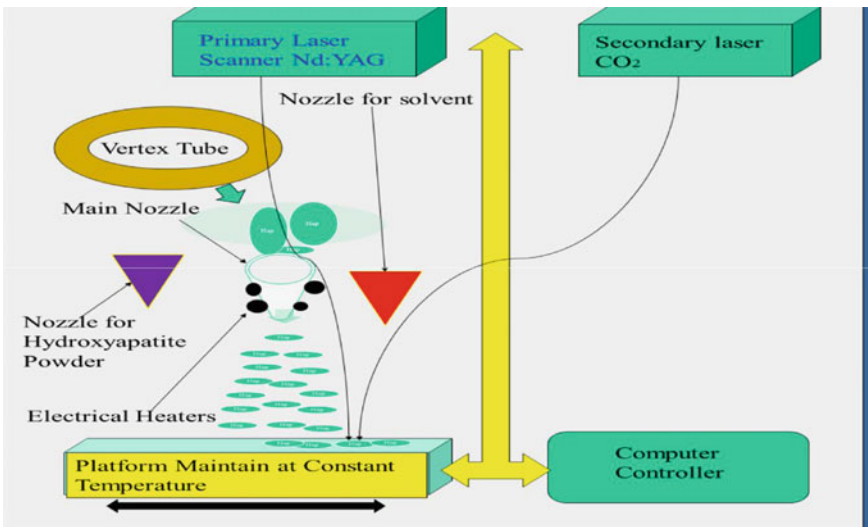 Primary Laser
Scanner Nd:YAG
Secondary laser
CO₂
Nozzle for solvent
Vertex Tube
Main Nozzle
Nozzle for
Hydroxyapatite
Powder
Electrical Heaters
Platform Maintain at Constant
Temperature
Computer
Controller